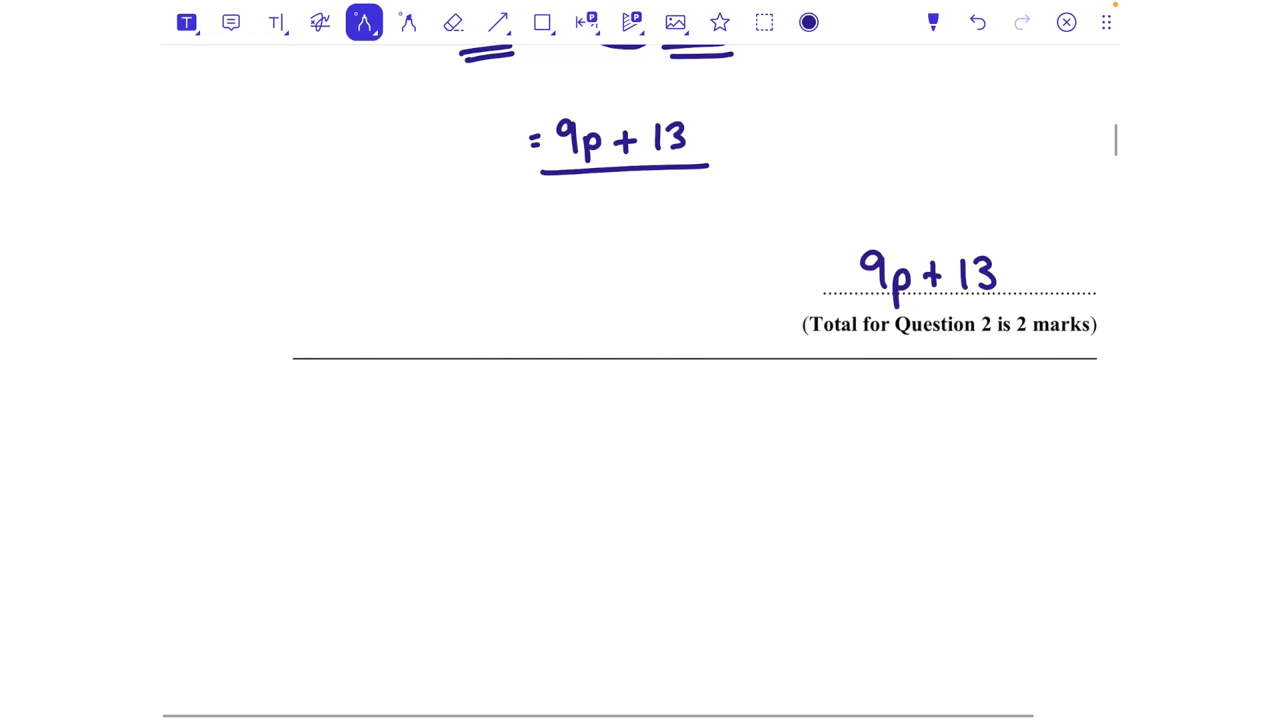 = 9p + 13
9p + 13
(Total for Question 2 is 2 marks)